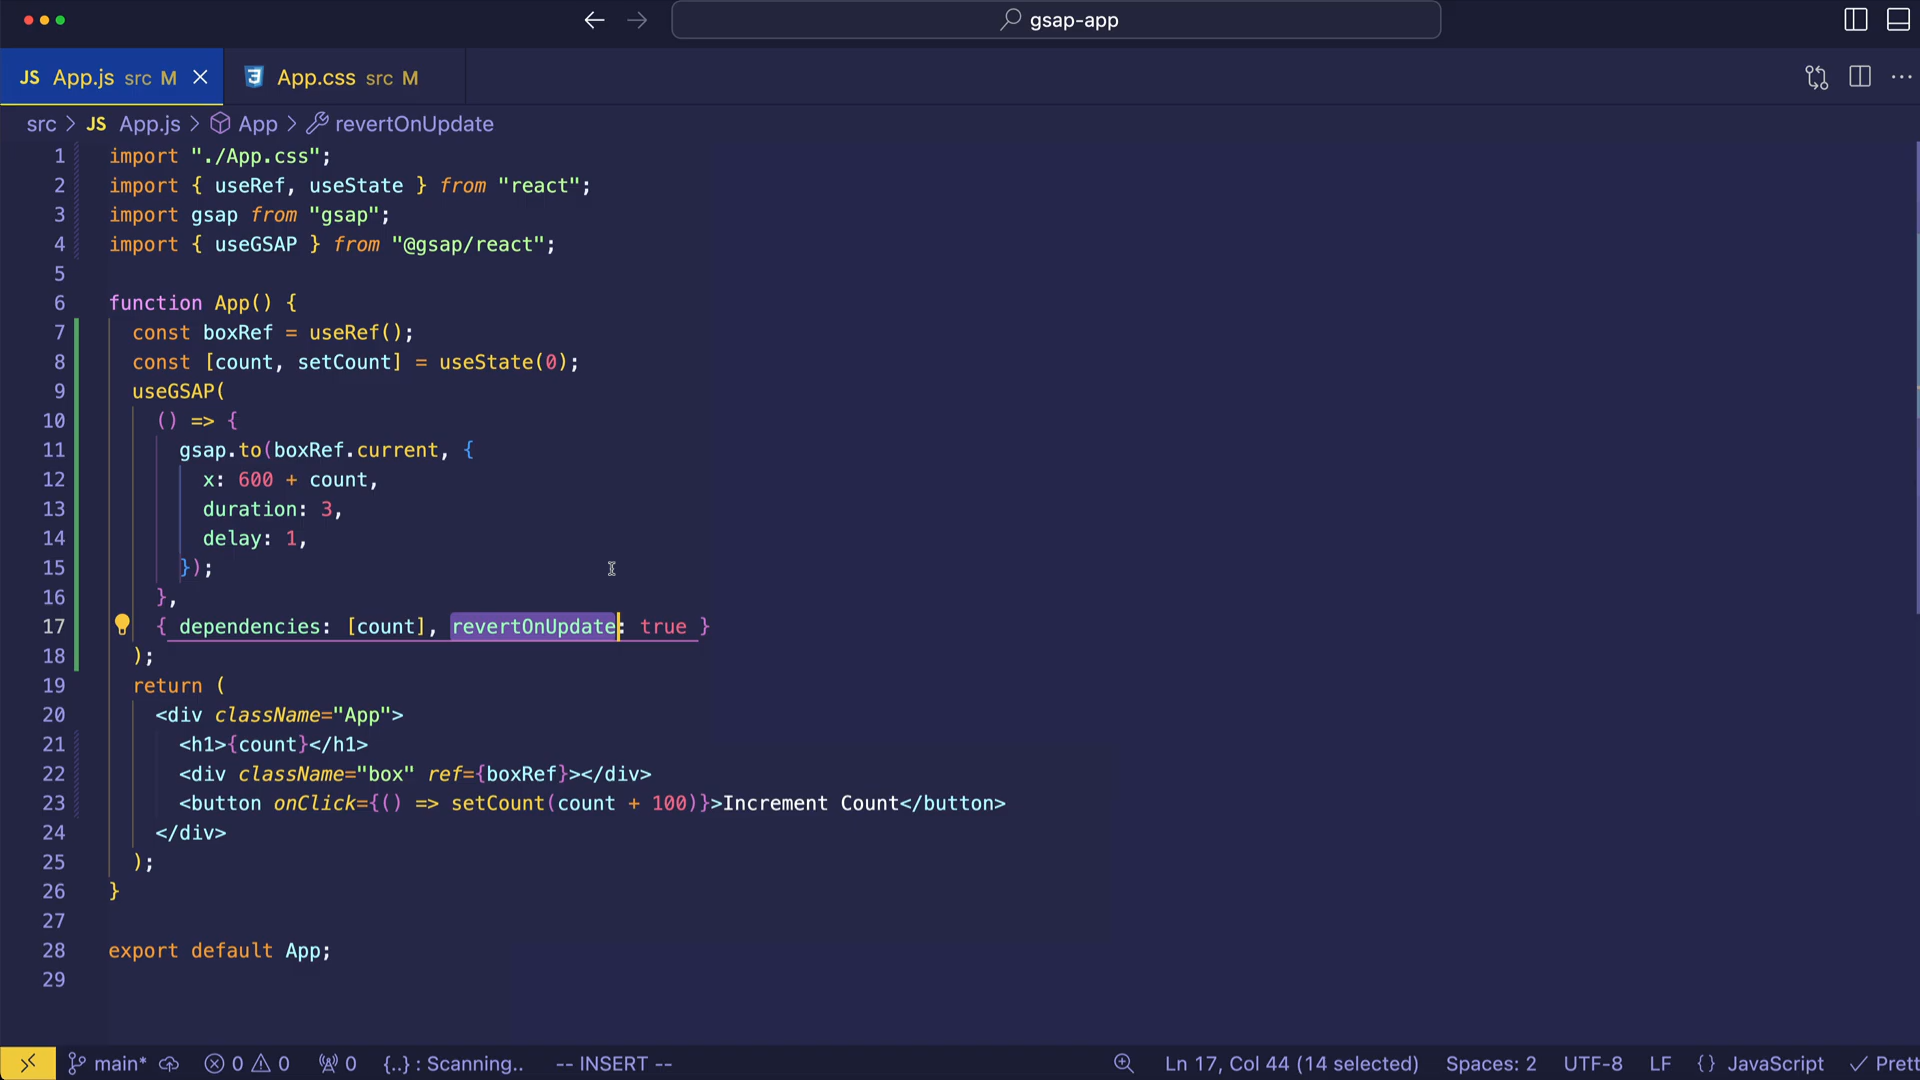 gsap-app
JS App.js src M
App.css src M
src > JS App.js > App > revertOnUpdate
1 import "./App.css";
2 import { useRef, useState } from "react";
3 import gsap from "gsap";
4 import { useGSAP } from "@gsap/react";
5
6 function App() {
7 const boxRef = useRef();
8 const [count, setCount] = useState(0);
9 useGSAP(
10 () => {
11 gsap.to(boxRef.current, {
12 x: 600 + count,
13 duration: 3,
14 delay: 1,
15 });
16 },
17 { dependencies: [count], revertOnUpdate: true }
18 );
19 return (
20 <div className="App">
21 <h1>{count}</h1>
22 <div className="box" ref={boxRef}></div>
23 <button onClick={() => setCount(count + 100)}>Increment Count</button>
24 </div>
25 );
26 }
27
28 export default App;
29
main* 0 0 0 {..} : Scanning.. -- INSERT -- Ln 17, Col 44 (14 selected) Spaces: 2 UTF-8 LF {} JavaScript Prett